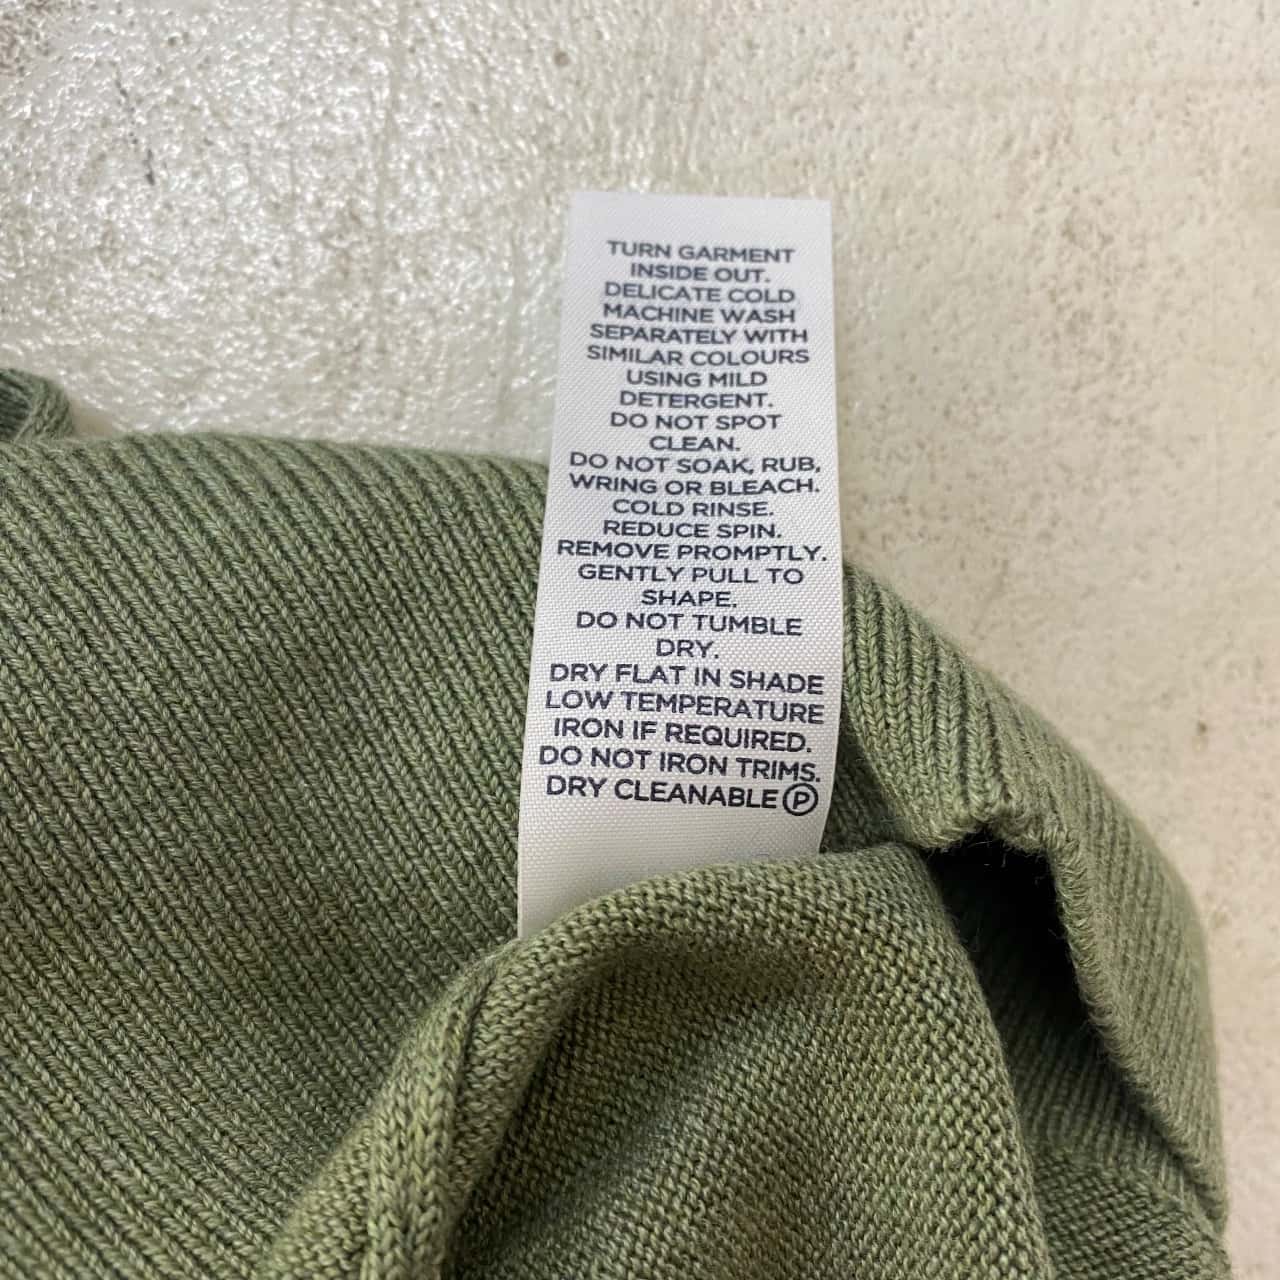 TURN GARMENT
INSIDE OUT.
DELICATE COLD
MACHINE WASH
SEPARATELY WITH
SIMILAR COLOURS
USING MILD
DETERGENT.
DO NOT SPOT
CLEAN.
DO NOT SOAK, RUB,
WRING OR BLEACH.
COLD RINSE.
REDUCE SPIN.
REMOVE PROMPTLY.
GENTLY PULL TO
SHAPE.
DO NOT TUMBLE
DRY.
DRY FLAT IN SHADE
LOW TEMPERATURE
IRON IF REQUIRED.
DO NOT IRON TRIMS.
DRY CLEANABLE Ⓟ